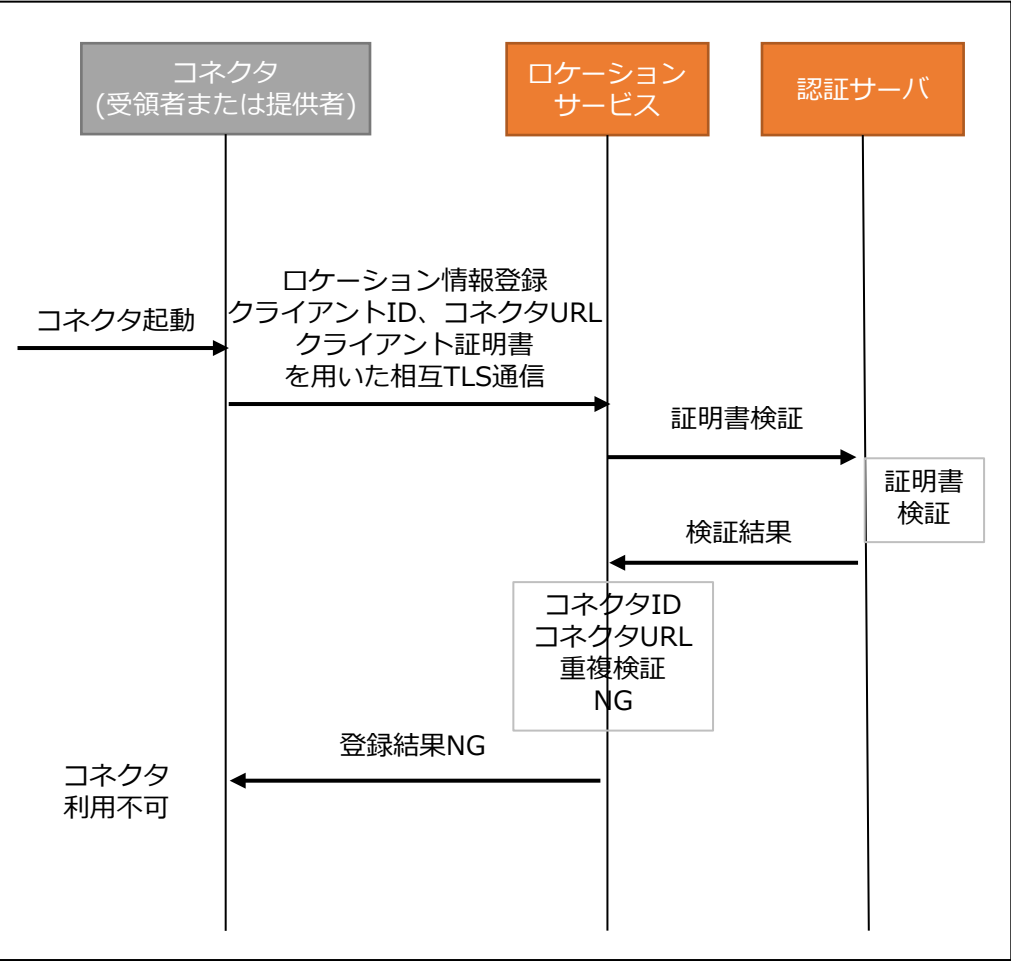 コネクタ
(受領者または提供者)
ロケーション
サービス
認証サーバ
コネクタ起動
ロケーション情報登録
クライアントID、コネクタURL
クライアント証明書
を用いた相互TLS通信
証明書検証
証明書
検証
検証結果
コネクタID
コネクタURL
重複検証
NG
登録結果NG
コネクタ
利用不可